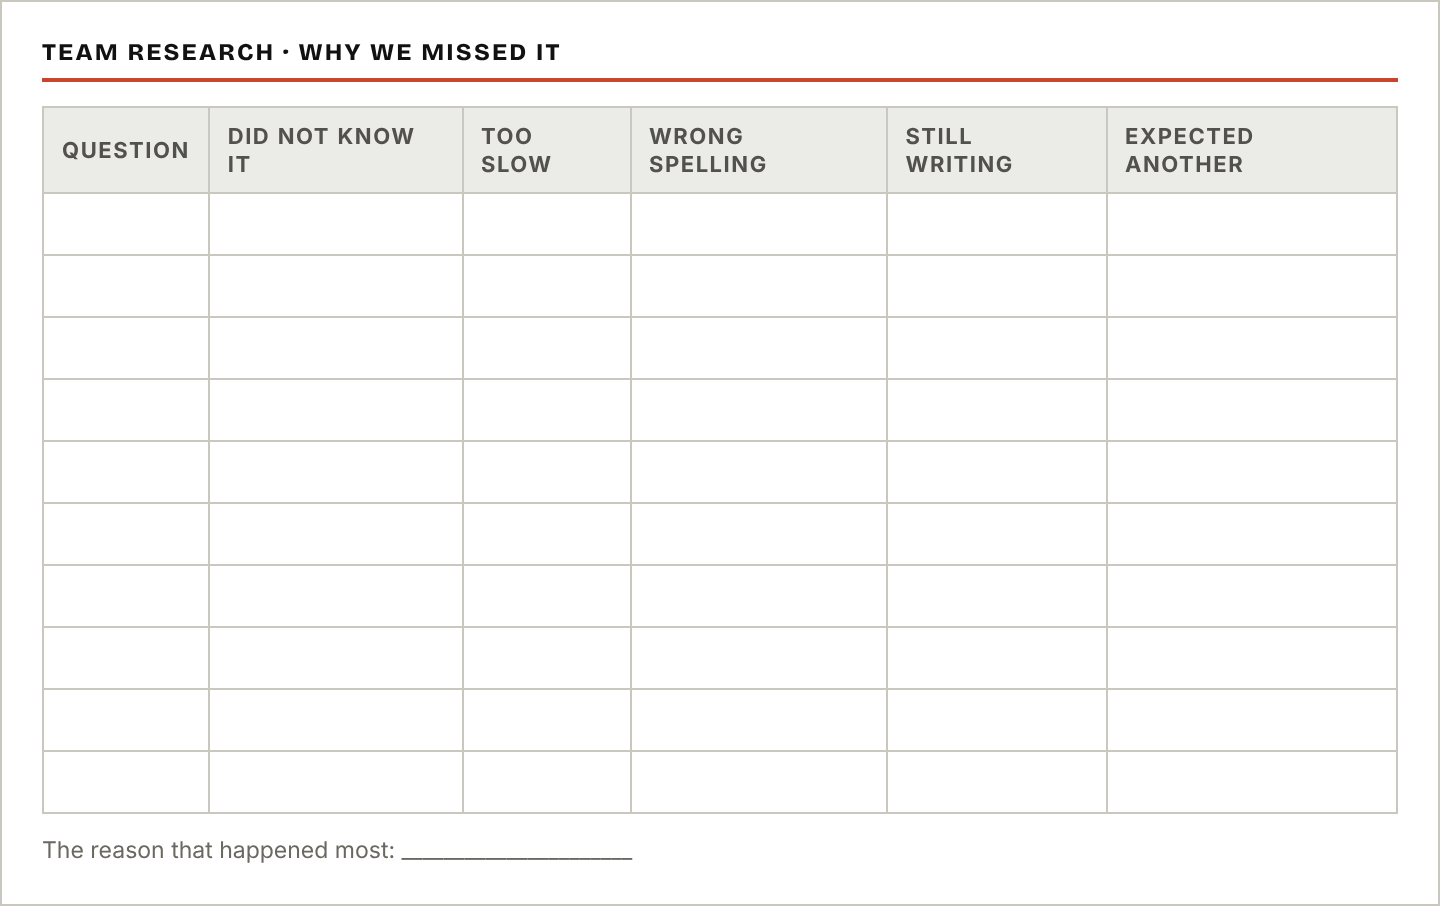 TEAM RESEARCH · WHY WE MISSED IT
QUESTION
DID NOT KNOW
IT
TOO
SLOW
WRONG
SPELLING
STILL
WRITING
EXPECTED
ANOTHER
The reason that happened most: ____________________